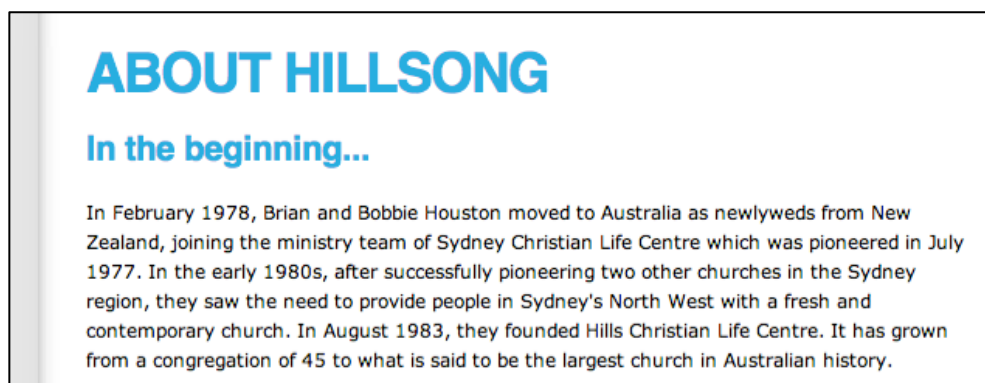 ABOUT HILLSONG
In the beginning...
In February 1978, Brian and Bobbie Houston moved to Australia as newlyweds from New
Zealand, joining the ministry team of Sydney Christian Life Centre which was pioneered in July
1977. In the early 1980s, after successfully pioneering two other churches in the Sydney
region, they saw the need to provide people in Sydney's North West with a fresh and
contemporary church. In August 1983, they founded Hills Christian Life Centre. It has grown
from a congregation of 45 to what is said to be the largest church in Australian history.